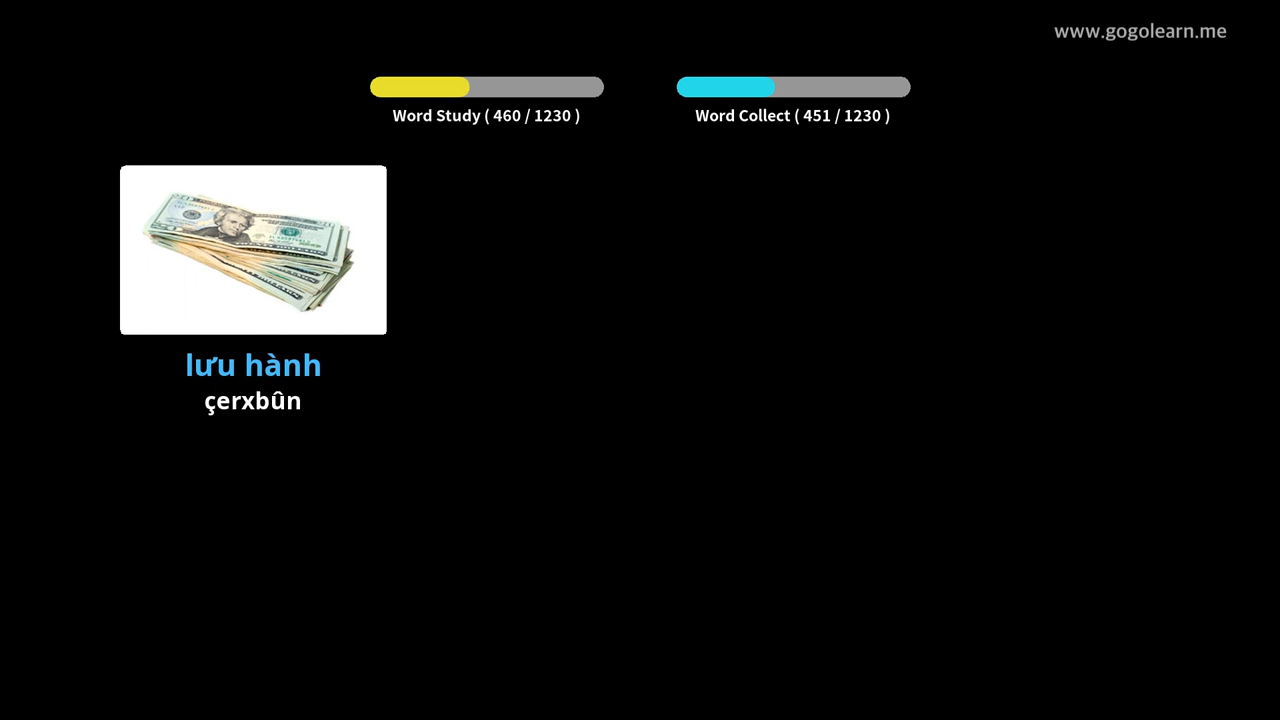 www.gogolearn.me
Word Study ( 460 / 1230 )
Word Collect ( 451 / 1230 )
lưu hành
çerxbûn